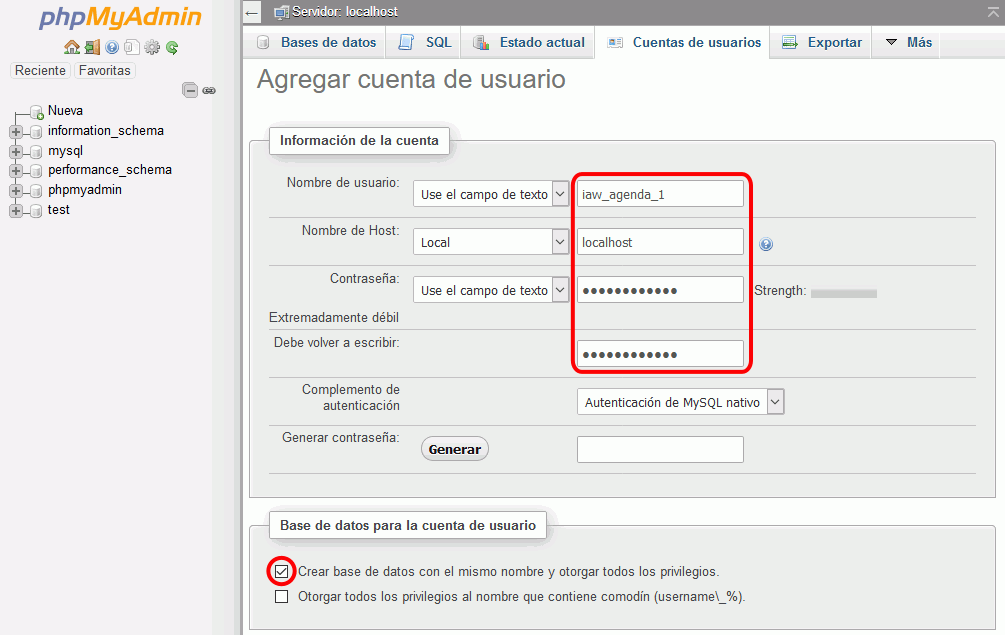 phpMyAdmin
Reciente Favoritas
Nueva
information_schema
mysql
performance_schema
phpmyadmin
test
Servidor: localhost
Bases de datos SQL Estado actual Cuentas de usuarios Exportar Más
Agregar cuenta de usuario
Información de la cuenta
Nombre de usuario: Use el campo de texto iaw_agenda_1
Nombre de Host: Local localhost
Contraseña: Use el campo de texto •••••••••••• Strength:
Extremadamente débil
Debe volver a escribir: ••••••••••••
Complemento de
autenticación Autenticación de MySQL nativo
Generar contraseña: Generar
Base de datos para la cuenta de usuario
Crear base de datos con el mismo nombre y otorgar todos los privilegios.
Otorgar todos los privilegios al nombre que contiene comodín (username\_%).